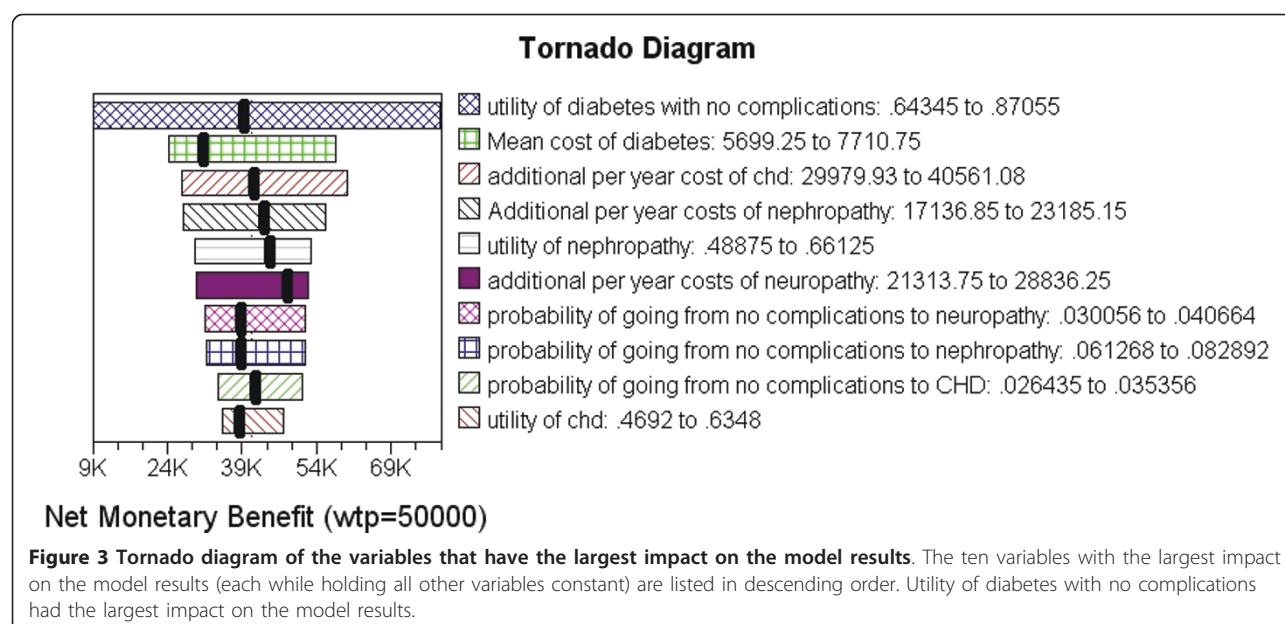 Tornado Diagram
utility of diabetes with no complications: .64345 to .87055
Mean cost of diabetes: 5699.25 to 7710.75
additional per year cost of chd: 29979.93 to 40561.08
Additional per year costs of nephropathy: 17136.85 to 23185.15
utility of nephropathy: .48875 to .66125
additional per year costs of neuropathy: 21313.75 to 28836.25
probability of going from no complications to neuropathy: .030056 to .040664
probability of going from no complications to nephropathy: .061268 to .082892
probability of going from no complications to CHD: .026435 to .035356
utility of chd: .4692 to .6348
9K 24K 39K 54K 69K
Net Monetary Benefit (wtp=50000)
Figure 3 Tornado diagram of the variables that have the largest impact on the model results. The ten variables with the largest impact
on the model results (each while holding all other variables constant) are listed in descending order. Utility of diabetes with no complications
had the largest impact on the model results.